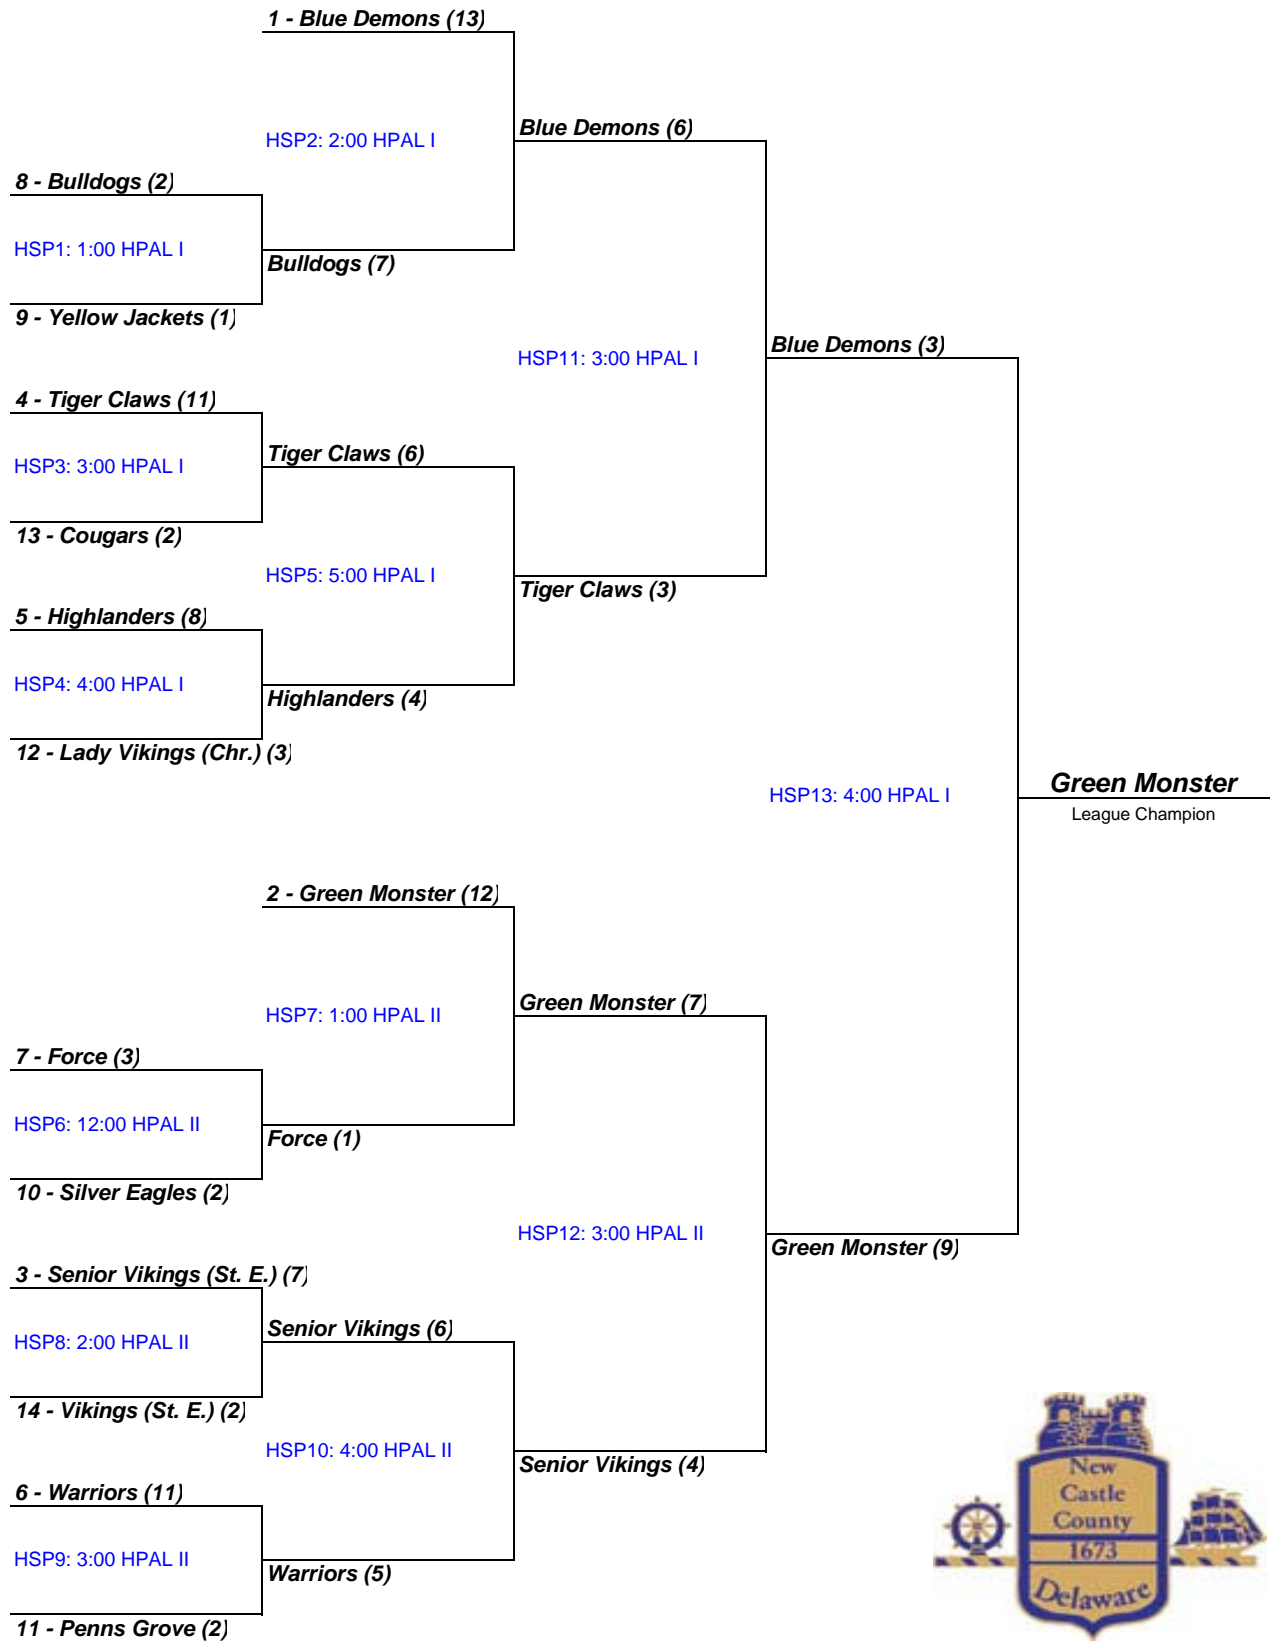 1 - Blue Demons (13)
HSP2: 2:00 HPAL I
Blue Demons (6)
8 - Bulldogs (2)
HSP1: 1:00 HPAL I
Bulldogs (7)
9 - Yellow Jackets (1)
HSP11: 3:00 HPAL I
Blue Demons (3)
4 - Tiger Claws (11)
HSP3: 3:00 HPAL I
Tiger Claws (6)
13 - Cougars (2)
HSP5: 5:00 HPAL I
Tiger Claws (3)
5 - Highlanders (8)
HSP4: 4:00 HPAL I
Highlanders (4)
12 - Lady Vikings (Chr.) (3)
HSP13: 4:00 HPAL I
Green Monster
League Champion
2 - Green Monster (12)
HSP7: 1:00 HPAL II
Green Monster (7)
7 - Force (3)
HSP6: 12:00 HPAL II
Force (1)
10 - Silver Eagles (2)
HSP12: 3:00 HPAL II
Green Monster (9)
3 - Senior Vikings (St. E.) (7)
HSP8: 2:00 HPAL II
Senior Vikings (6)
14 - Vikings (St. E.) (2)
HSP10: 4:00 HPAL II
Senior Vikings (4)
6 - Warriors (11)
HSP9: 3:00 HPAL II
Warriors (5)
11 - Penns Grove (2)
New
Castle
County
1673
Delaware